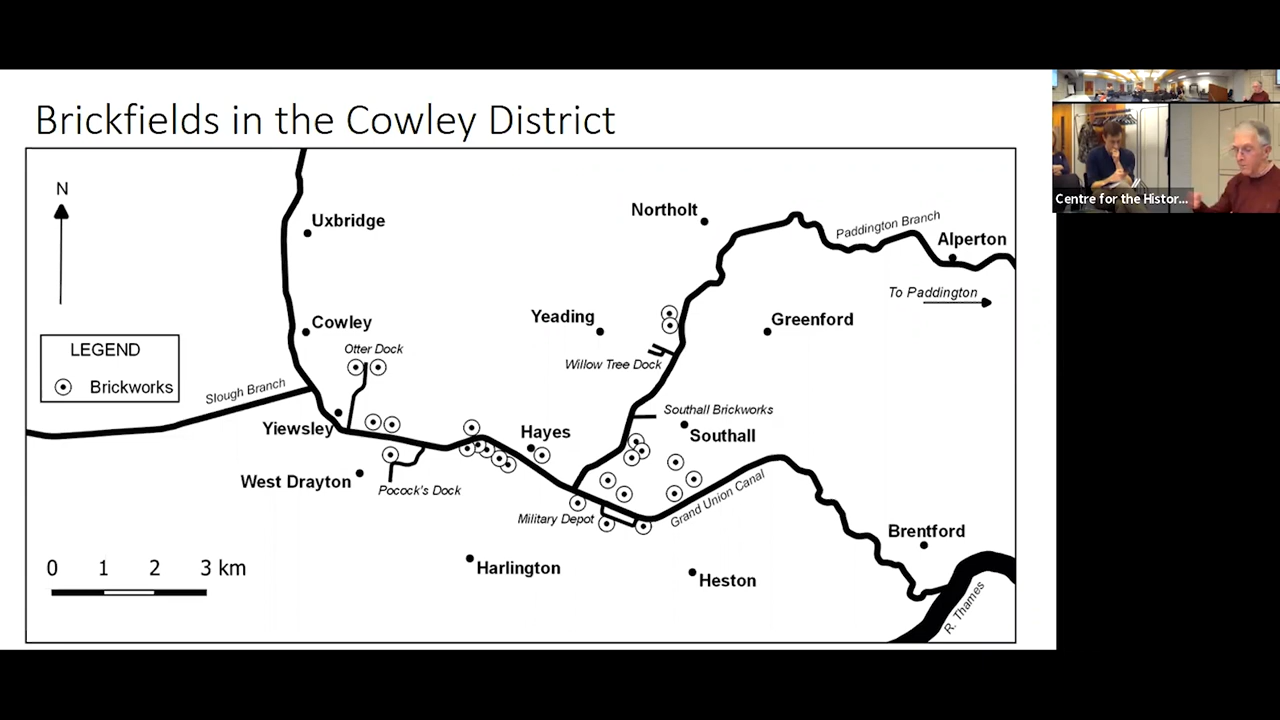 Brickfields in the Cowley District
Centre for the Histor...
N
Uxbridge
Northolt
Paddington Branch
Alperton
To Paddington
Cowley
Yeading
Greenford
LEGEND
Brickworks
Otter Dock
Willow Tree Dock
Slough Branch
Southall Brickworks
Yiewsley
Hayes
Southall
West Drayton
Pocock's Dock
Grand Union Canal
Military Depot
Brentford
0 1 2 3 km
Harlington
Heston
R. Thames